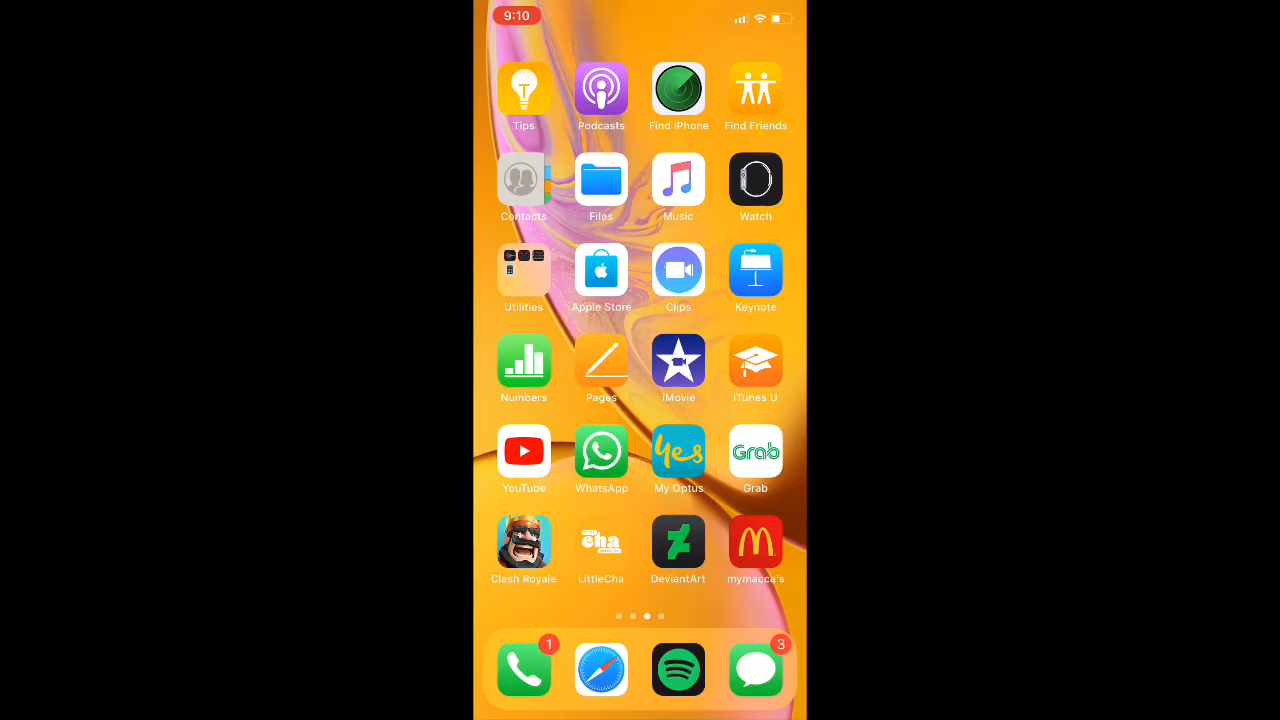 9:10
Tips Podcasts Find iPhone Find Friends
Contacts Files Music Watch
Utilities Apple Store Clips Keynote
Numbers Pages iMovie iTunes U
yes Grab
YouTube WhatsApp My Optus Grab
cha
Clash Royale LittleCha DeviantArt mymacca's
1 3